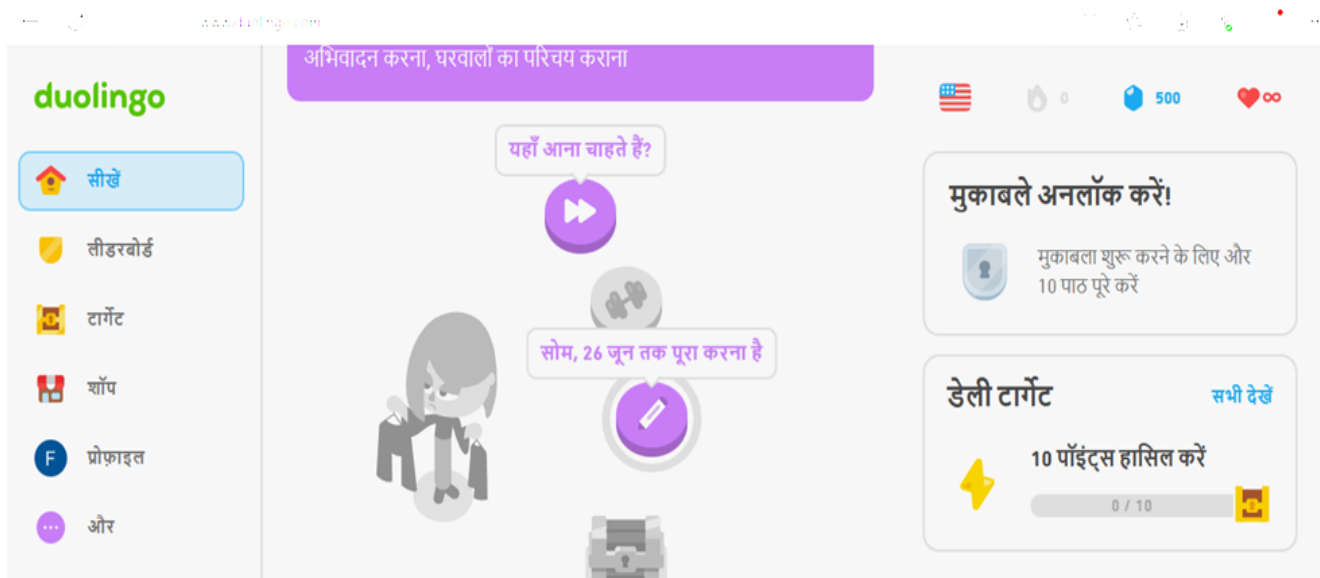 duolingo
सीखें
लीडरबोर्ड
टार्गेट
शॉप
F
प्रोफ़ाइल
और
अभिवादन करना, घरवालों का परिचय कराना
यहाँ आना चाहते हैं?
सोम, 26 जून तक पूरा करना है
0
500
∞
मुकाबले अनलॉक करें!
मुकाबला शुरू करने के लिए और
10 पाठ पूरे करें
डेली टार्गेट
सभी देखें
10 पॉइंट्स हासिल करें
0 / 10